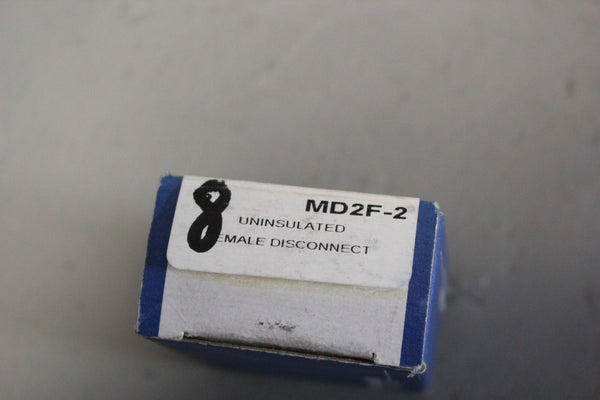 8
MD2F-2
UNINSULATED
EMALE DISCONNECT